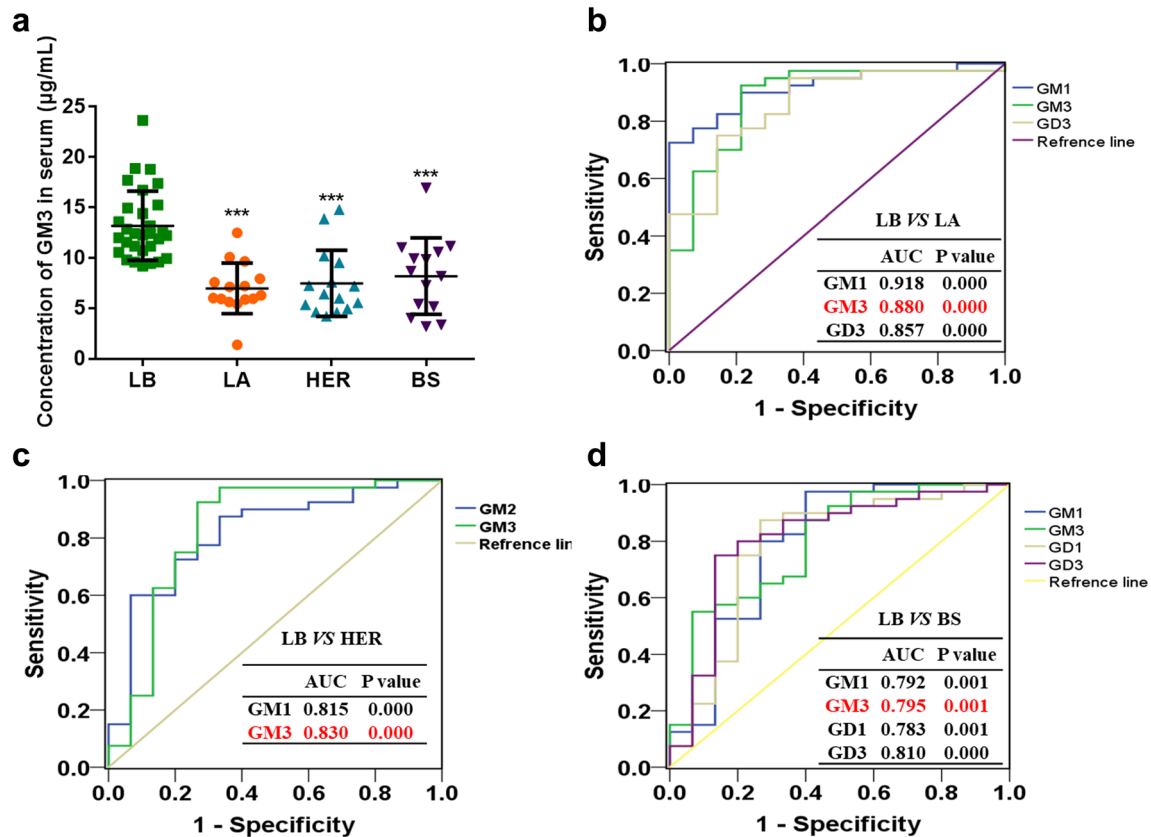 a
Concentration of GM3 in serum (μg/mL)
25
20
15
10
5
0
***
***
***
LB
LA
HER
BS
b
Sensitivity
1.0
0.8
0.6
0.4
0.2
0.0
0.0 0.2 0.4 0.6 0.8 1.0
1 - Specificity
GM1
GM3
GD3
Refrence line
LB VS LA
AUC P value
GM1 0.918 0.000
GM3 0.880 0.000
GD3 0.857 0.000
c
Sensitivity
1.0
0.8
0.6
0.4
0.2
0.0
0.0 0.2 0.4 0.6 0.8 1.0
1 - Specificity
GM2
GM3
Refrence lin
LB VS HER
AUC P value
GM1 0.815 0.000
GM3 0.830 0.000
d
Sensitivity
1.0
0.8
0.6
0.4
0.2
0.0
0.0 0.2 0.4 0.6 0.8 1.0
1 - Specificity
GM1
GM3
GD1
GD3
Refrence line
LB VS BS
AUC P value
GM1 0.792 0.001
GM3 0.795 0.001
GD1 0.783 0.001
GD3 0.810 0.000